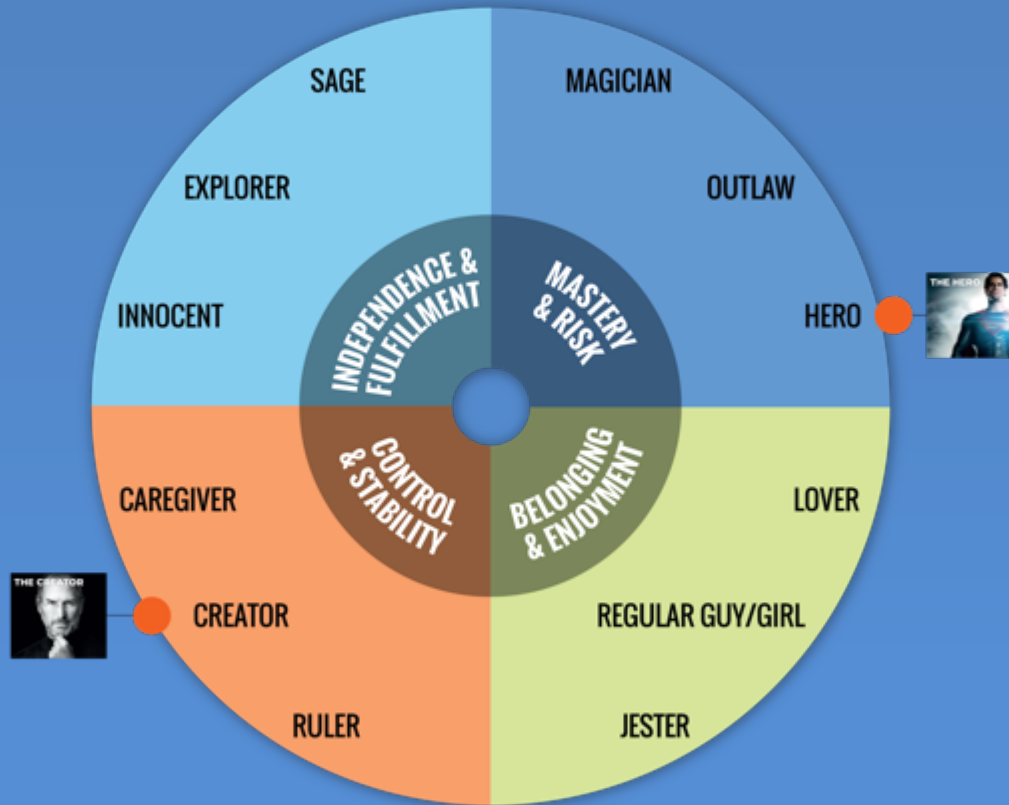 SAGE
MAGICIAN
EXPLORER
OUTLAW
INNOCENT
HERO
THE HERO
INDEPENDENCE &
FULFILLMENT
MASTERY
& RISK
CONTROL
& STABILITY
BELONGING
& ENJOYMENT
CAREGIVER
LOVER
THE CREATOR
CREATOR
REGULAR GUY/GIRL
RULER
JESTER